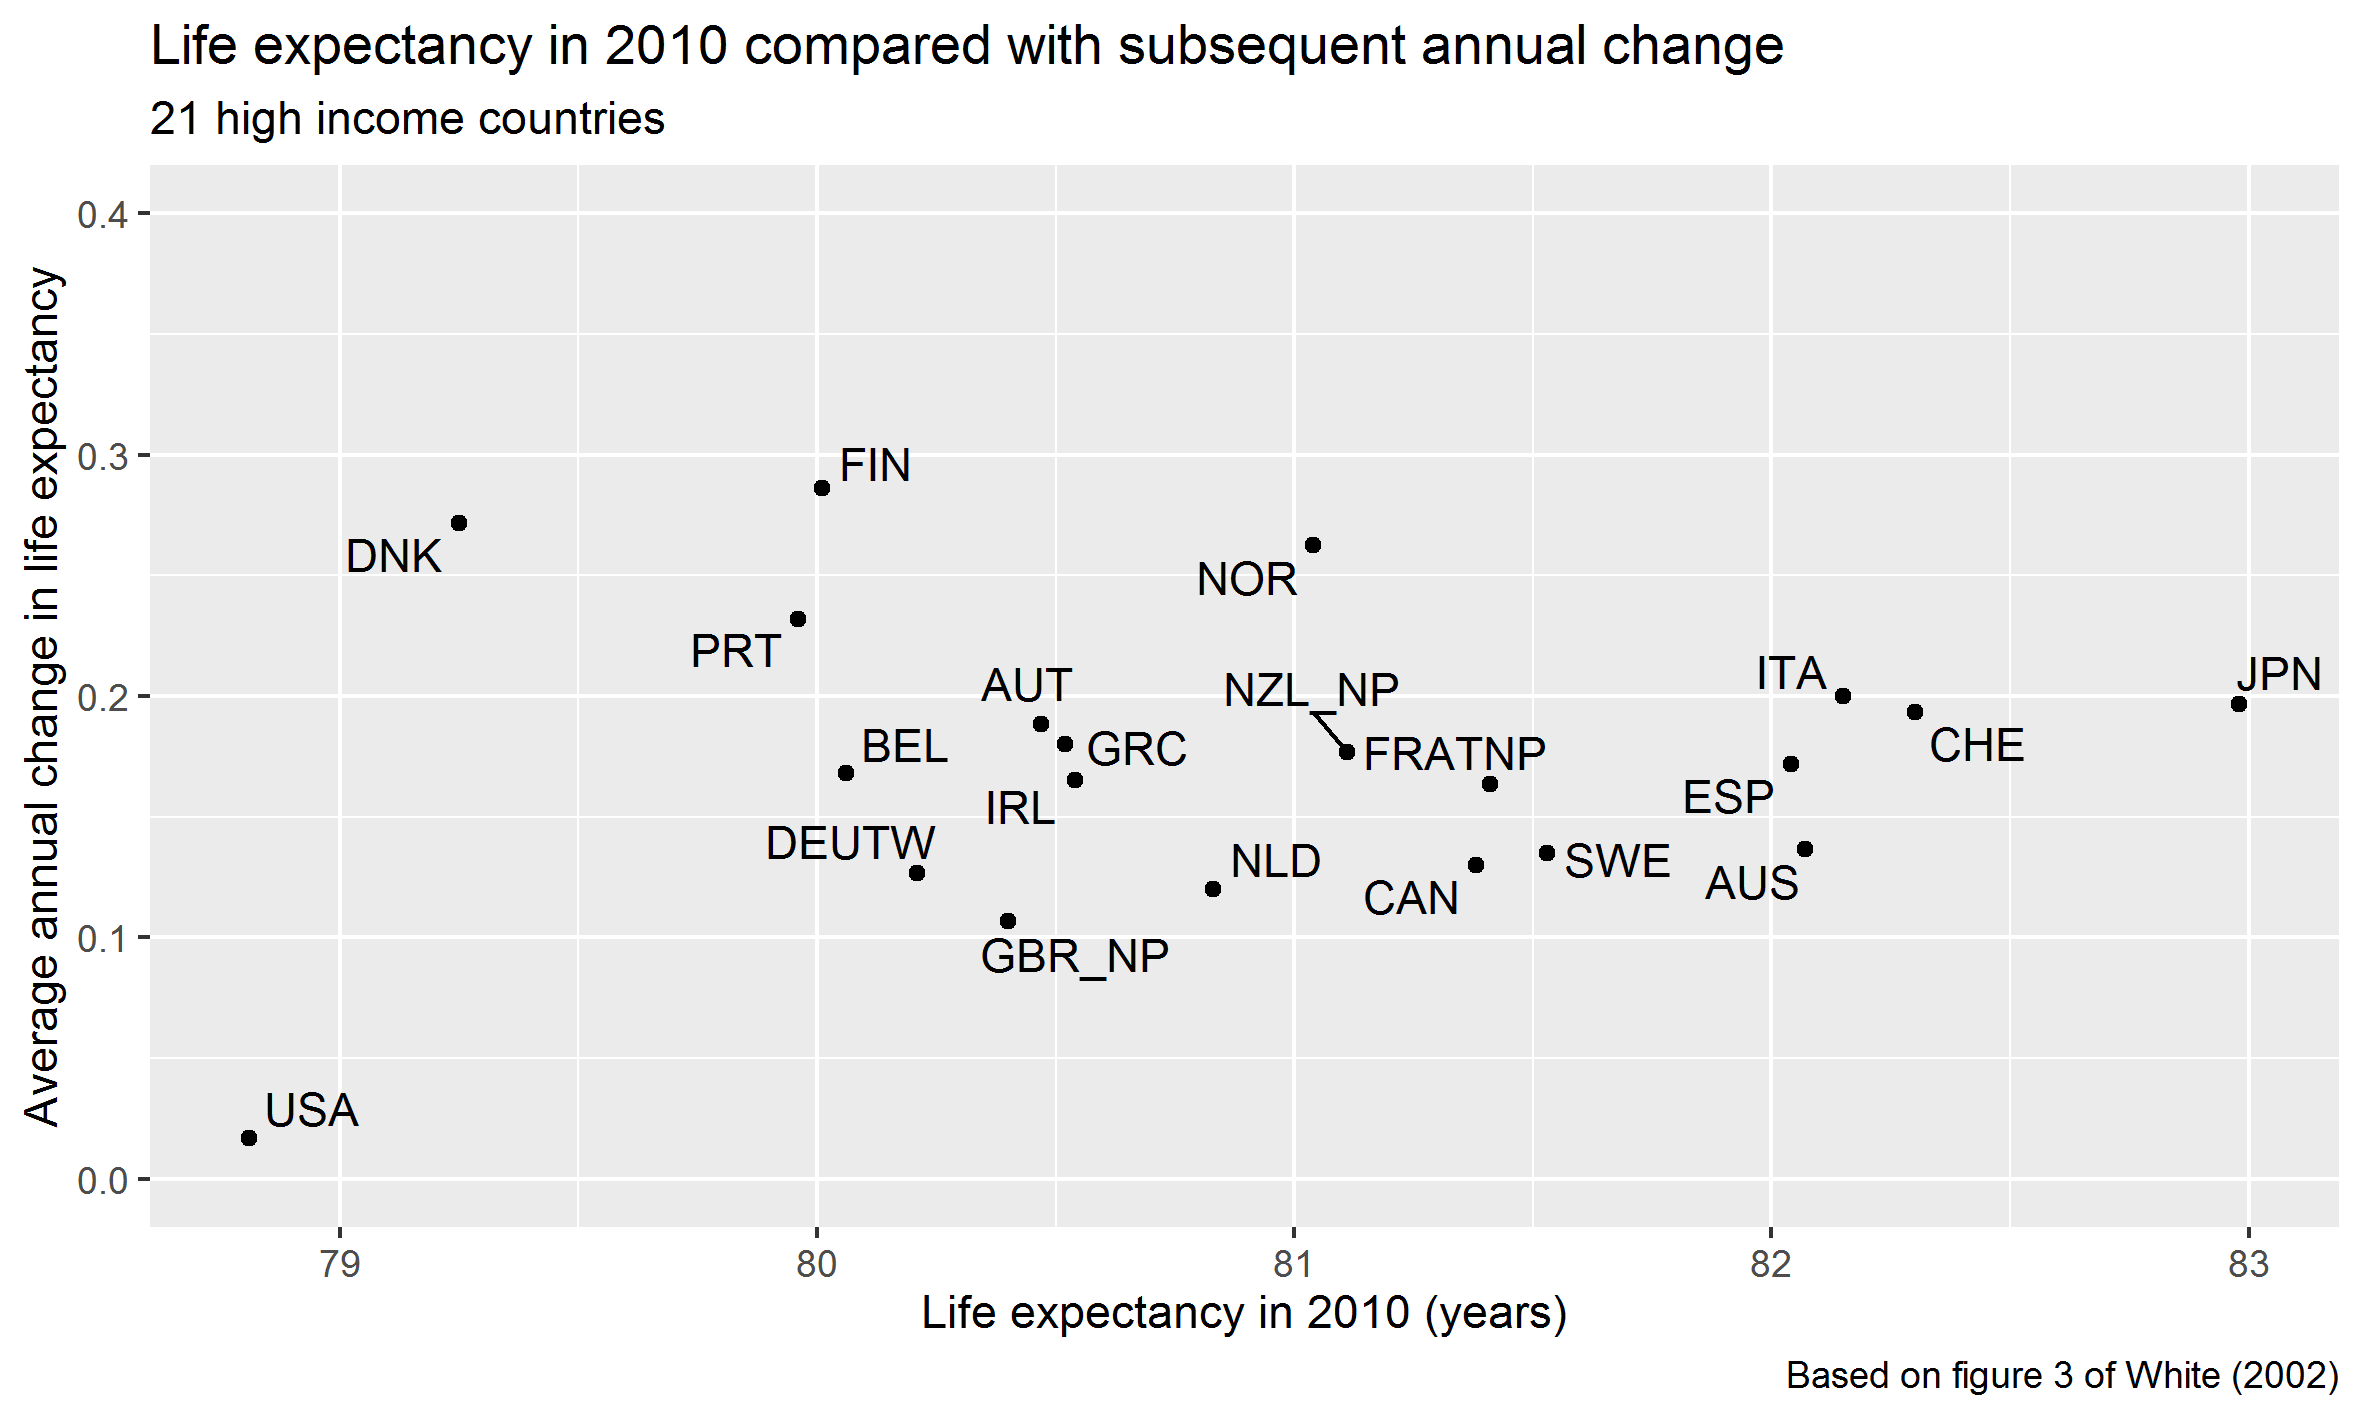 Life expectancy in 2010 compared with subsequent annual change
21 high income countries
Average annual change in life expectancy
0.4
0.3
0.2
0.1
0.0
FIN
DNK
NOR
PRT
ITA
JPN
AUT
NZL_NP
BEL
GRC
FRATNP
CHE
IRL
ESP
DEUTW
NLD
SWE
CAN
AUS
GBR_NP
USA
79
80
81
82
83
Life expectancy in 2010 (years)
Based on figure 3 of White (2002)